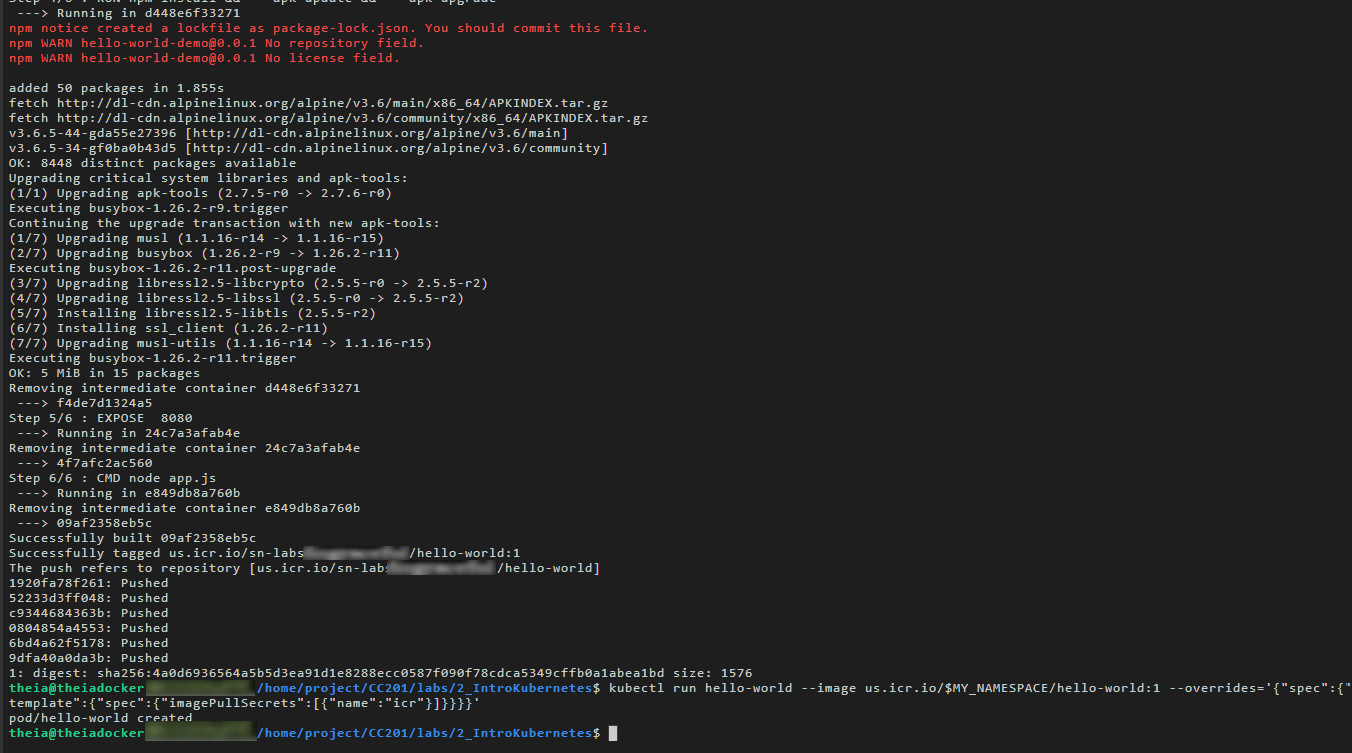 ---> Running in d448e6f33271
npm notice created a lockfile as package-lock.json. You should commit this file.
npm WARN hello-world-demo@0.0.1 No repository field.
npm WARN hello-world-demo@0.0.1 No license field.
added 50 packages in 1.855s
fetch http://dl-cdn.alpinelinux.org/alpine/v3.6/main/x86_64/APKINDEX.tar.gz
fetch http://dl-cdn.alpinelinux.org/alpine/v3.6/community/x86_64/APKINDEX.tar.gz
v3.6.5-44-gda55e27396 [http://dl-cdn.alpinelinux.org/alpine/v3.6/main]
v3.6.5-34-gf0ba0b43d5 [http://dl-cdn.alpinelinux.org/alpine/v3.6/community]
OK: 8448 distinct packages available
Upgrading critical system libraries and apk-tools:
(1/1) Upgrading apk-tools (2.7.5-r0 -> 2.7.6-r0)
Executing busybox-1.26.2-r9.trigger
Continuing the upgrade transaction with new apk-tools:
(1/7) Upgrading musl (1.1.16-r14 -> 1.1.16-r15)
(2/7) Upgrading busybox (1.26.2-r9 -> 1.26.2-r11)
Executing busybox-1.26.2-r11.post-upgrade
(3/7) Upgrading libressl2.5-libcrypto (2.5.5-r0 -> 2.5.5-r2)
(4/7) Upgrading libressl2.5-libssl (2.5.5-r0 -> 2.5.5-r2)
(5/7) Installing libressl2.5-libtls (2.5.5-r2)
(6/7) Installing ssl_client (1.26.2-r11)
(7/7) Upgrading musl-utils (1.1.16-r14 -> 1.1.16-r15)
Executing busybox-1.26.2-r11.trigger
OK: 5 MiB in 15 packages
Removing intermediate container d448e6f33271
---> f4de7d1324a5
Step 5/6 : EXPOSE  8080
---> Running in 24c7a3afab4e
Removing intermediate container 24c7a3afab4e
---> 4f7afc2ac560
Step 6/6 : CMD node app.js
---> Running in e849db8a760b
Removing intermediate container e849db8a760b
---> 09af2358eb5c
Successfully built 09af2358eb5c
Successfully tagged us.icr.io/sn-labs /hello-world:1
The push refers to repository [us.icr.io/sn-labs /hello-world]
1920fa78f261: Pushed
52233d3ff048: Pushed
c9344684363b: Pushed
0804854a4553: Pushed
6bd4a62f5178: Pushed
9dfa40a0da3b: Pushed
1: digest: sha256:4a0d6936564a5b5d3ea91d1e8288ecc0587f090f78cdca5349cffb0a1abea1bd size: 1576
theia@theiadocker /home/project/CC201/labs/2_IntroKubernetes$ kubectl run hello-world --image us.icr.io/$MY_NAMESPACE/hello-world:1 --overrides='{"spec":{"
template":{"spec":{"imagePullSecrets":[{"name":"icr"}]}}}}'
pod/hello-world created
theia@theiadocker /home/project/CC201/labs/2_IntroKubernetes$